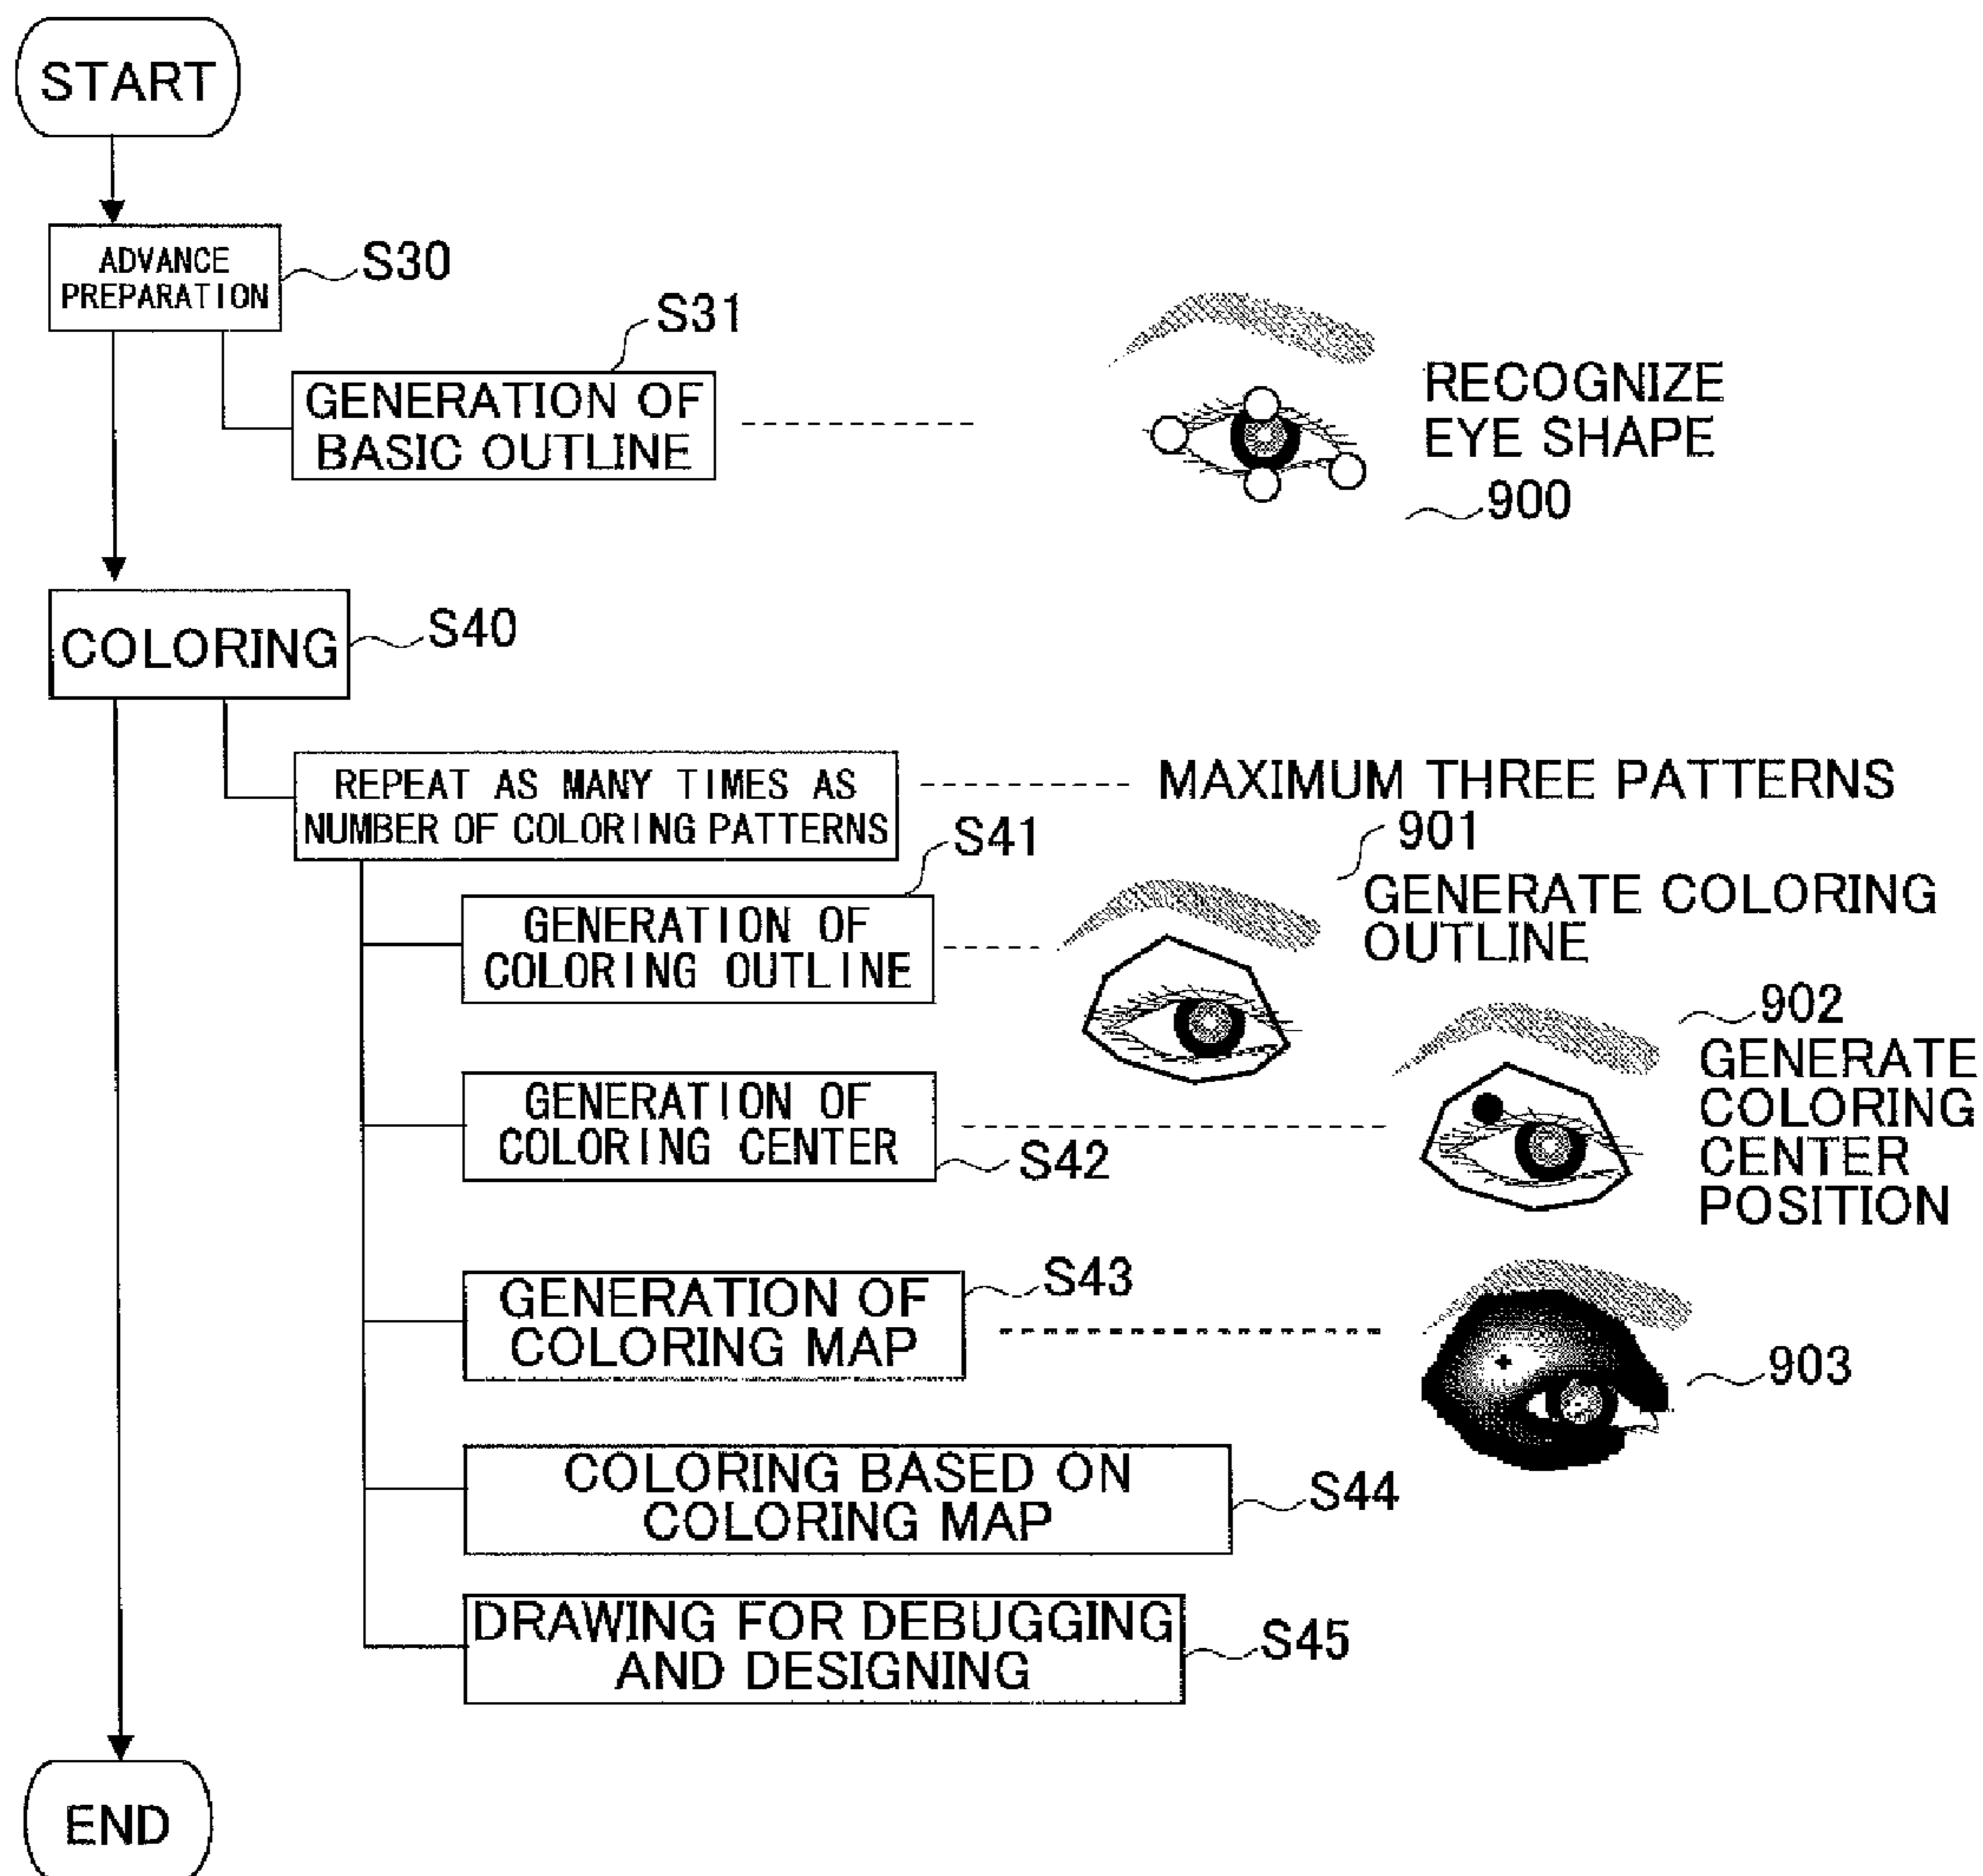 START
ADVANCE
PREPARATION
S30
S31
GENERATION OF
BASIC OUTLINE
RECOGNIZE
EYE SHAPE
900
COLORING
S40
REPEAT AS MANY TIMES AS
NUMBER OF COLORING PATTERNS
MAXIMUM THREE PATTERNS
S41
GENERATION OF
COLORING OUTLINE
901
GENERATE COLORING
OUTLINE
GENERATION OF
COLORING CENTER
S42
902
GENERATE
COLORING
CENTER
POSITION
GENERATION OF
COLORING MAP
S43
903
COLORING BASED ON
COLORING MAP
S44
DRAWING FOR DEBUGGING
AND DESIGNING
S45
END